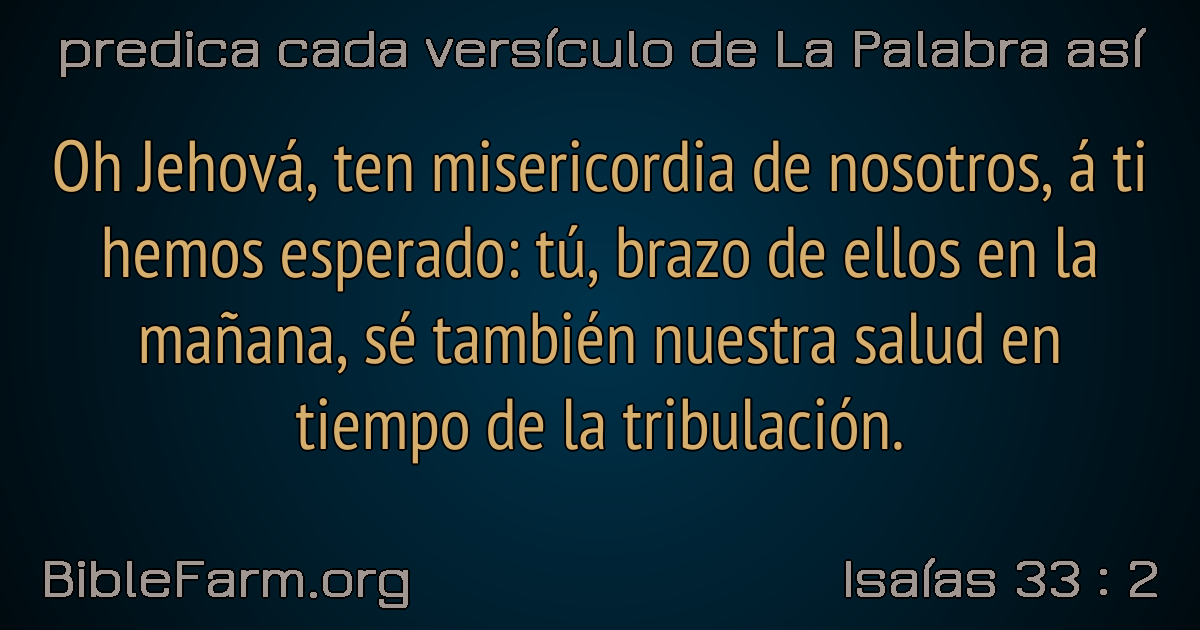 predica cada versículo de La Palabra así
Oh Jehová, ten misericordia de nosotros, á ti
hemos esperado: tú, brazo de ellos en la
mañana, sé también nuestra salud en
tiempo de la tribulación.
BibleFarm.org
Isaías 33 : 2